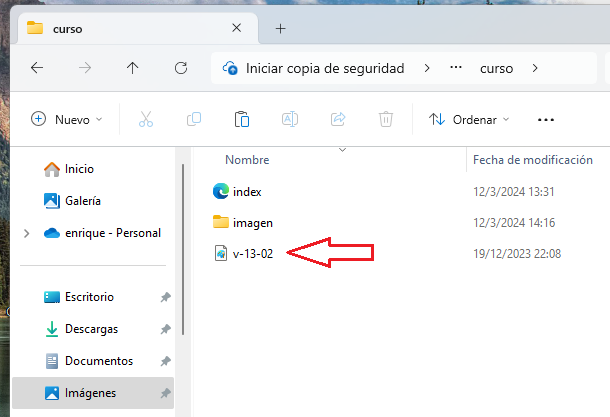 curso
Iniciar copia de seguridad
curso
Nuevo
Ordenar
Nombre
Fecha de modificación
Inicio
index
12/3/2024 13:31
Galería
imagen
12/3/2024 14:16
enrique - Personal
v-13-02
19/12/2023 22:08
Escritorio
Descargas
Documentos
Imágenes